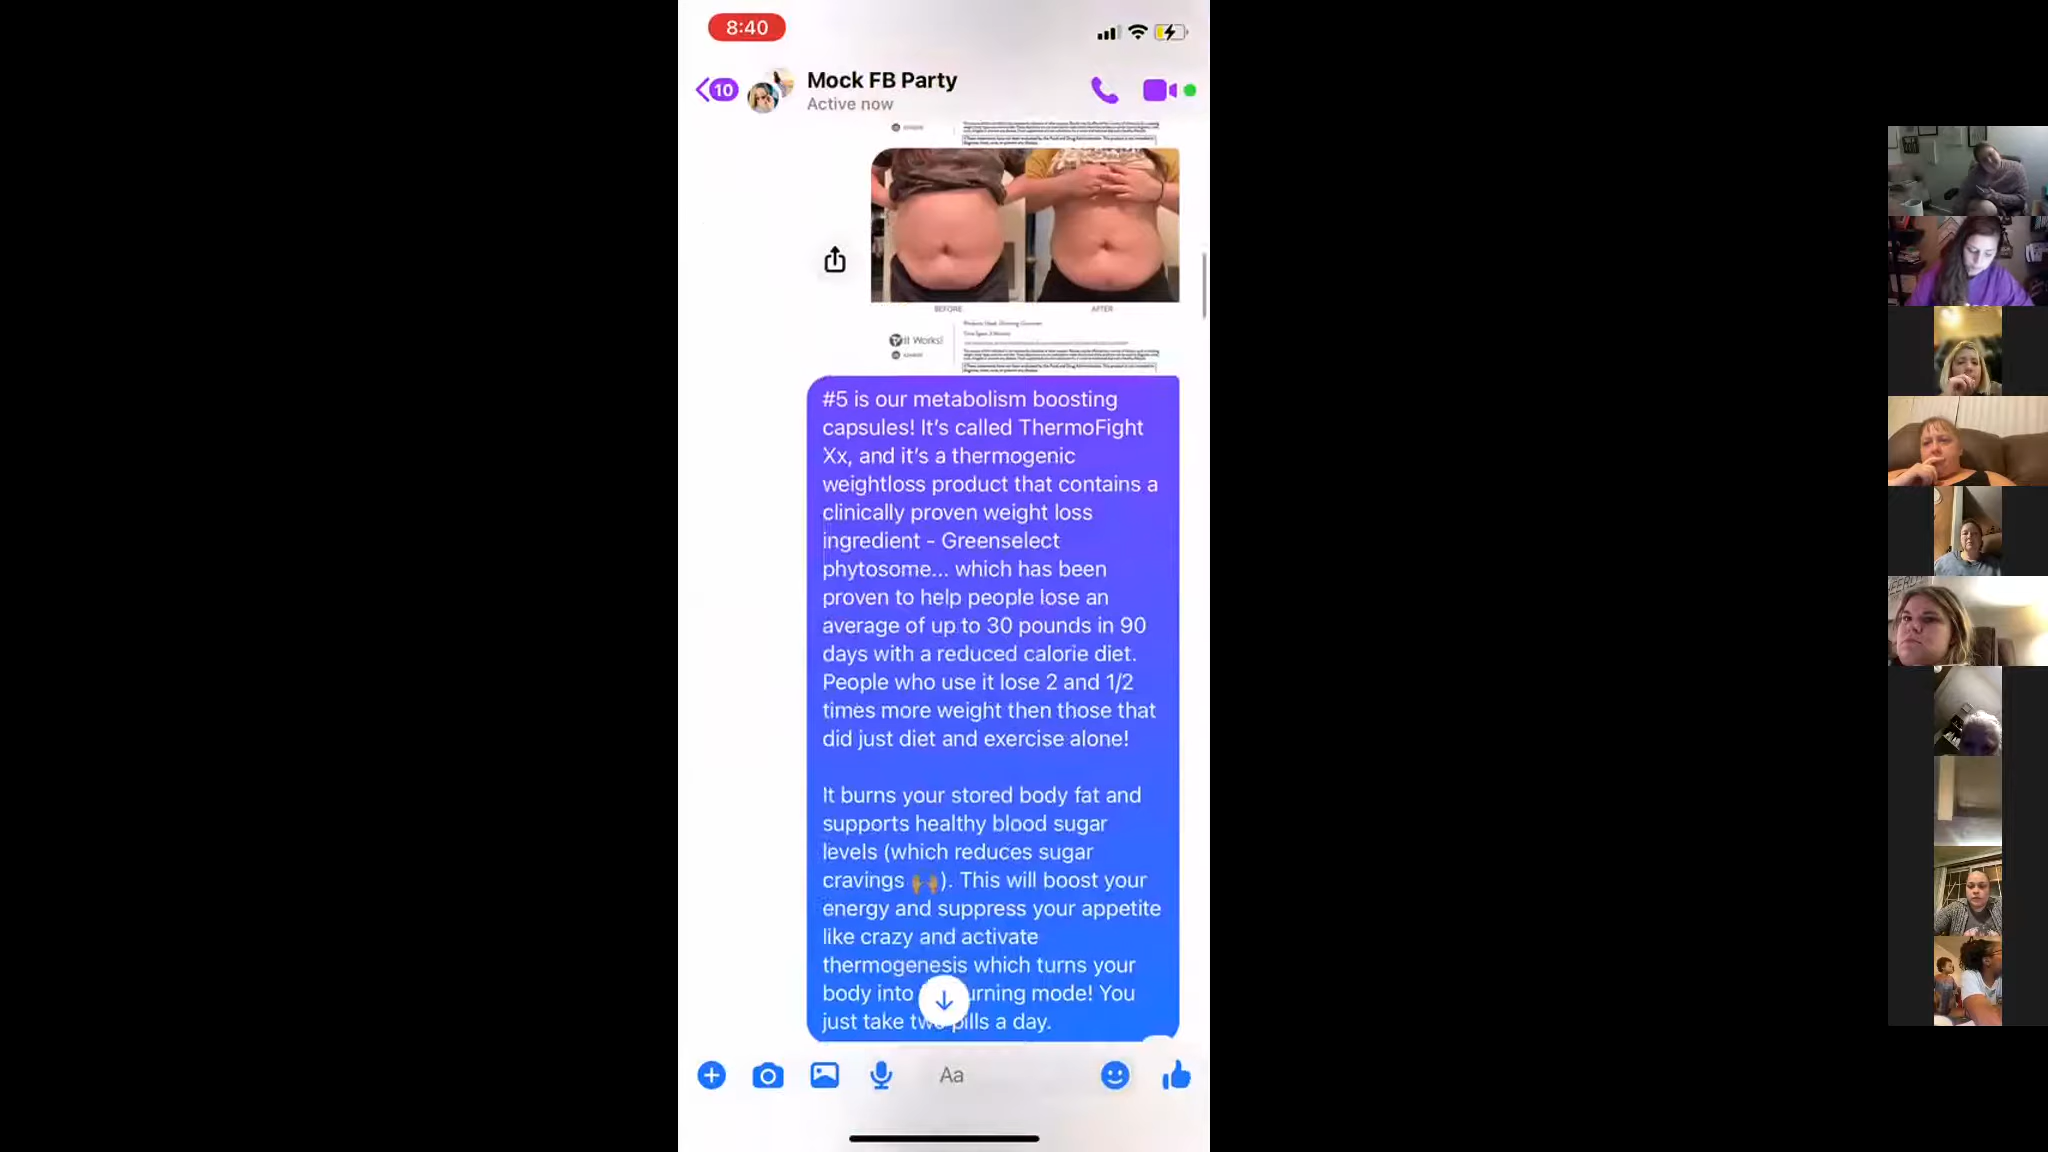 8:40
10
Mock FB Party
Active now
BEFORE
AFTER
It Works!
#5 is our metabolism boosting
capsules! It's called ThermoFight
Xx, and it's a thermogenic
weightloss product that contains a
clinically proven weight loss
ingredient - Greenselect
phytosome... which has been
proven to help people lose an
average of up to 30 pounds in 90
days with a reduced calorie diet.
People who use it lose 2 and 1/2
times more weight then those that
did just diet and exercise alone!
It burns your stored body fat and
supports healthy blood sugar
levels (which reduces sugar
cravings 🙌🏾). This will boost your
energy and suppress your appetite
like crazy and activate
thermogenesis which turns your
body into urning mode! You
just take two pills a day.
Aa